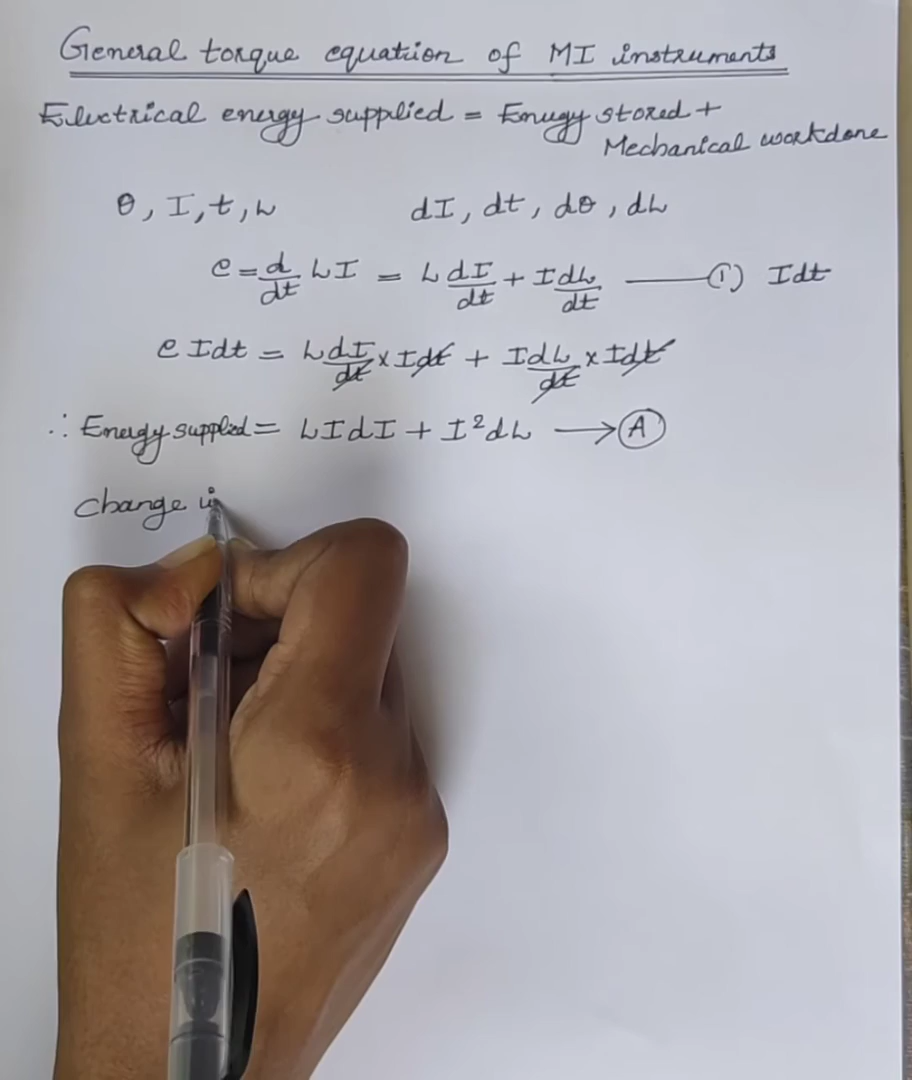 General torque equation of MI instruments
Electrical energy supplied = Energy stored +
Mechanical workdone
θ, I, t, L dI, dt, dθ, dL
e = d/dt LI = L dI/dt + I dL/dt —— ① Idt
e Idt = L dI/dt × Idt + I dL/dt × Idt
∴ Energy supplied = LIdI + I²dL → Ⓐ
Change i